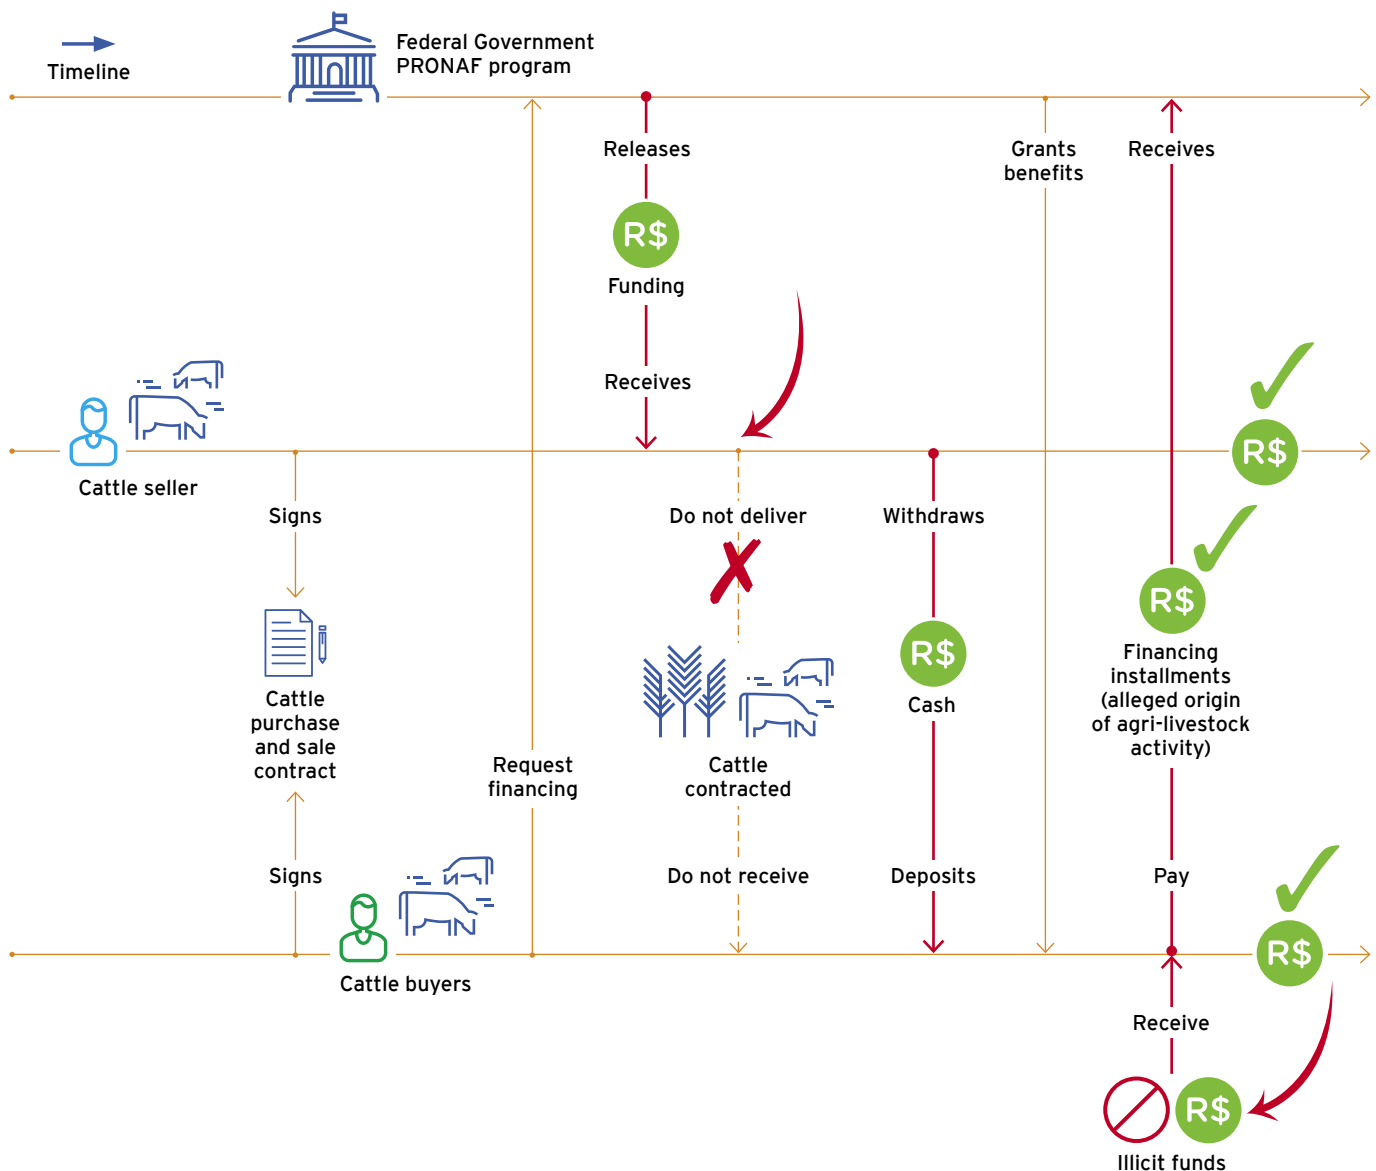 Timeline
Federal Government
PRONAF program
Releases
R$
Funding
Receives
Grants
benefits
Receives
Cattle seller
Signs
Cattle
purchase
and sale
contract
Signs
Request
financing
Do not deliver
Cattle
contracted
Do not receive
Withdraws
R$
Cash
Deposits
R$
R$
Financing
installments
(alleged origin
of agri-livestock
activity)
Pay
R$
Cattle buyers
Receive
R$
Illicit funds